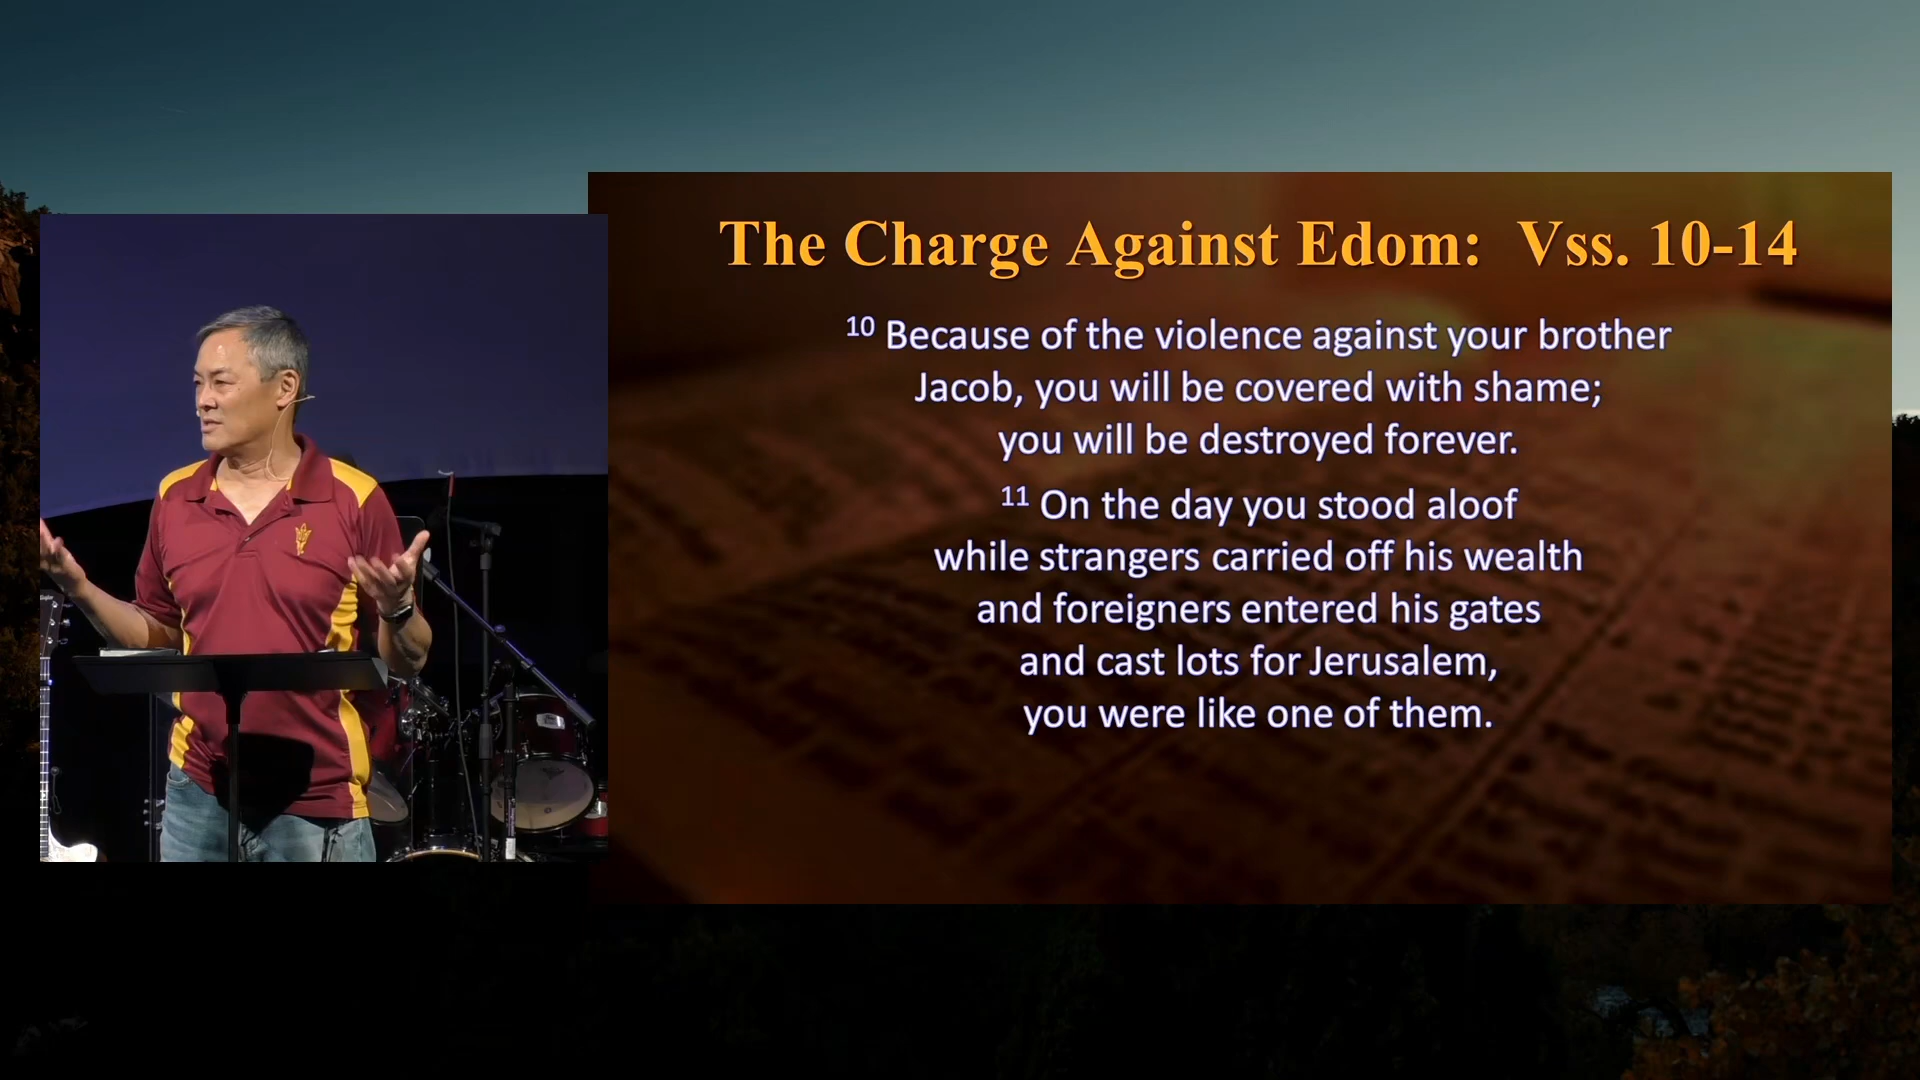 The Charge Against Edom: Vss. 10-14
10 Because of the violence against your brother
Jacob, you will be covered with shame;
you will be destroyed forever.
11 On the day you stood aloof
while strangers carried off his wealth
and foreigners entered his gates
and cast lots for Jerusalem,
you were like one of them.